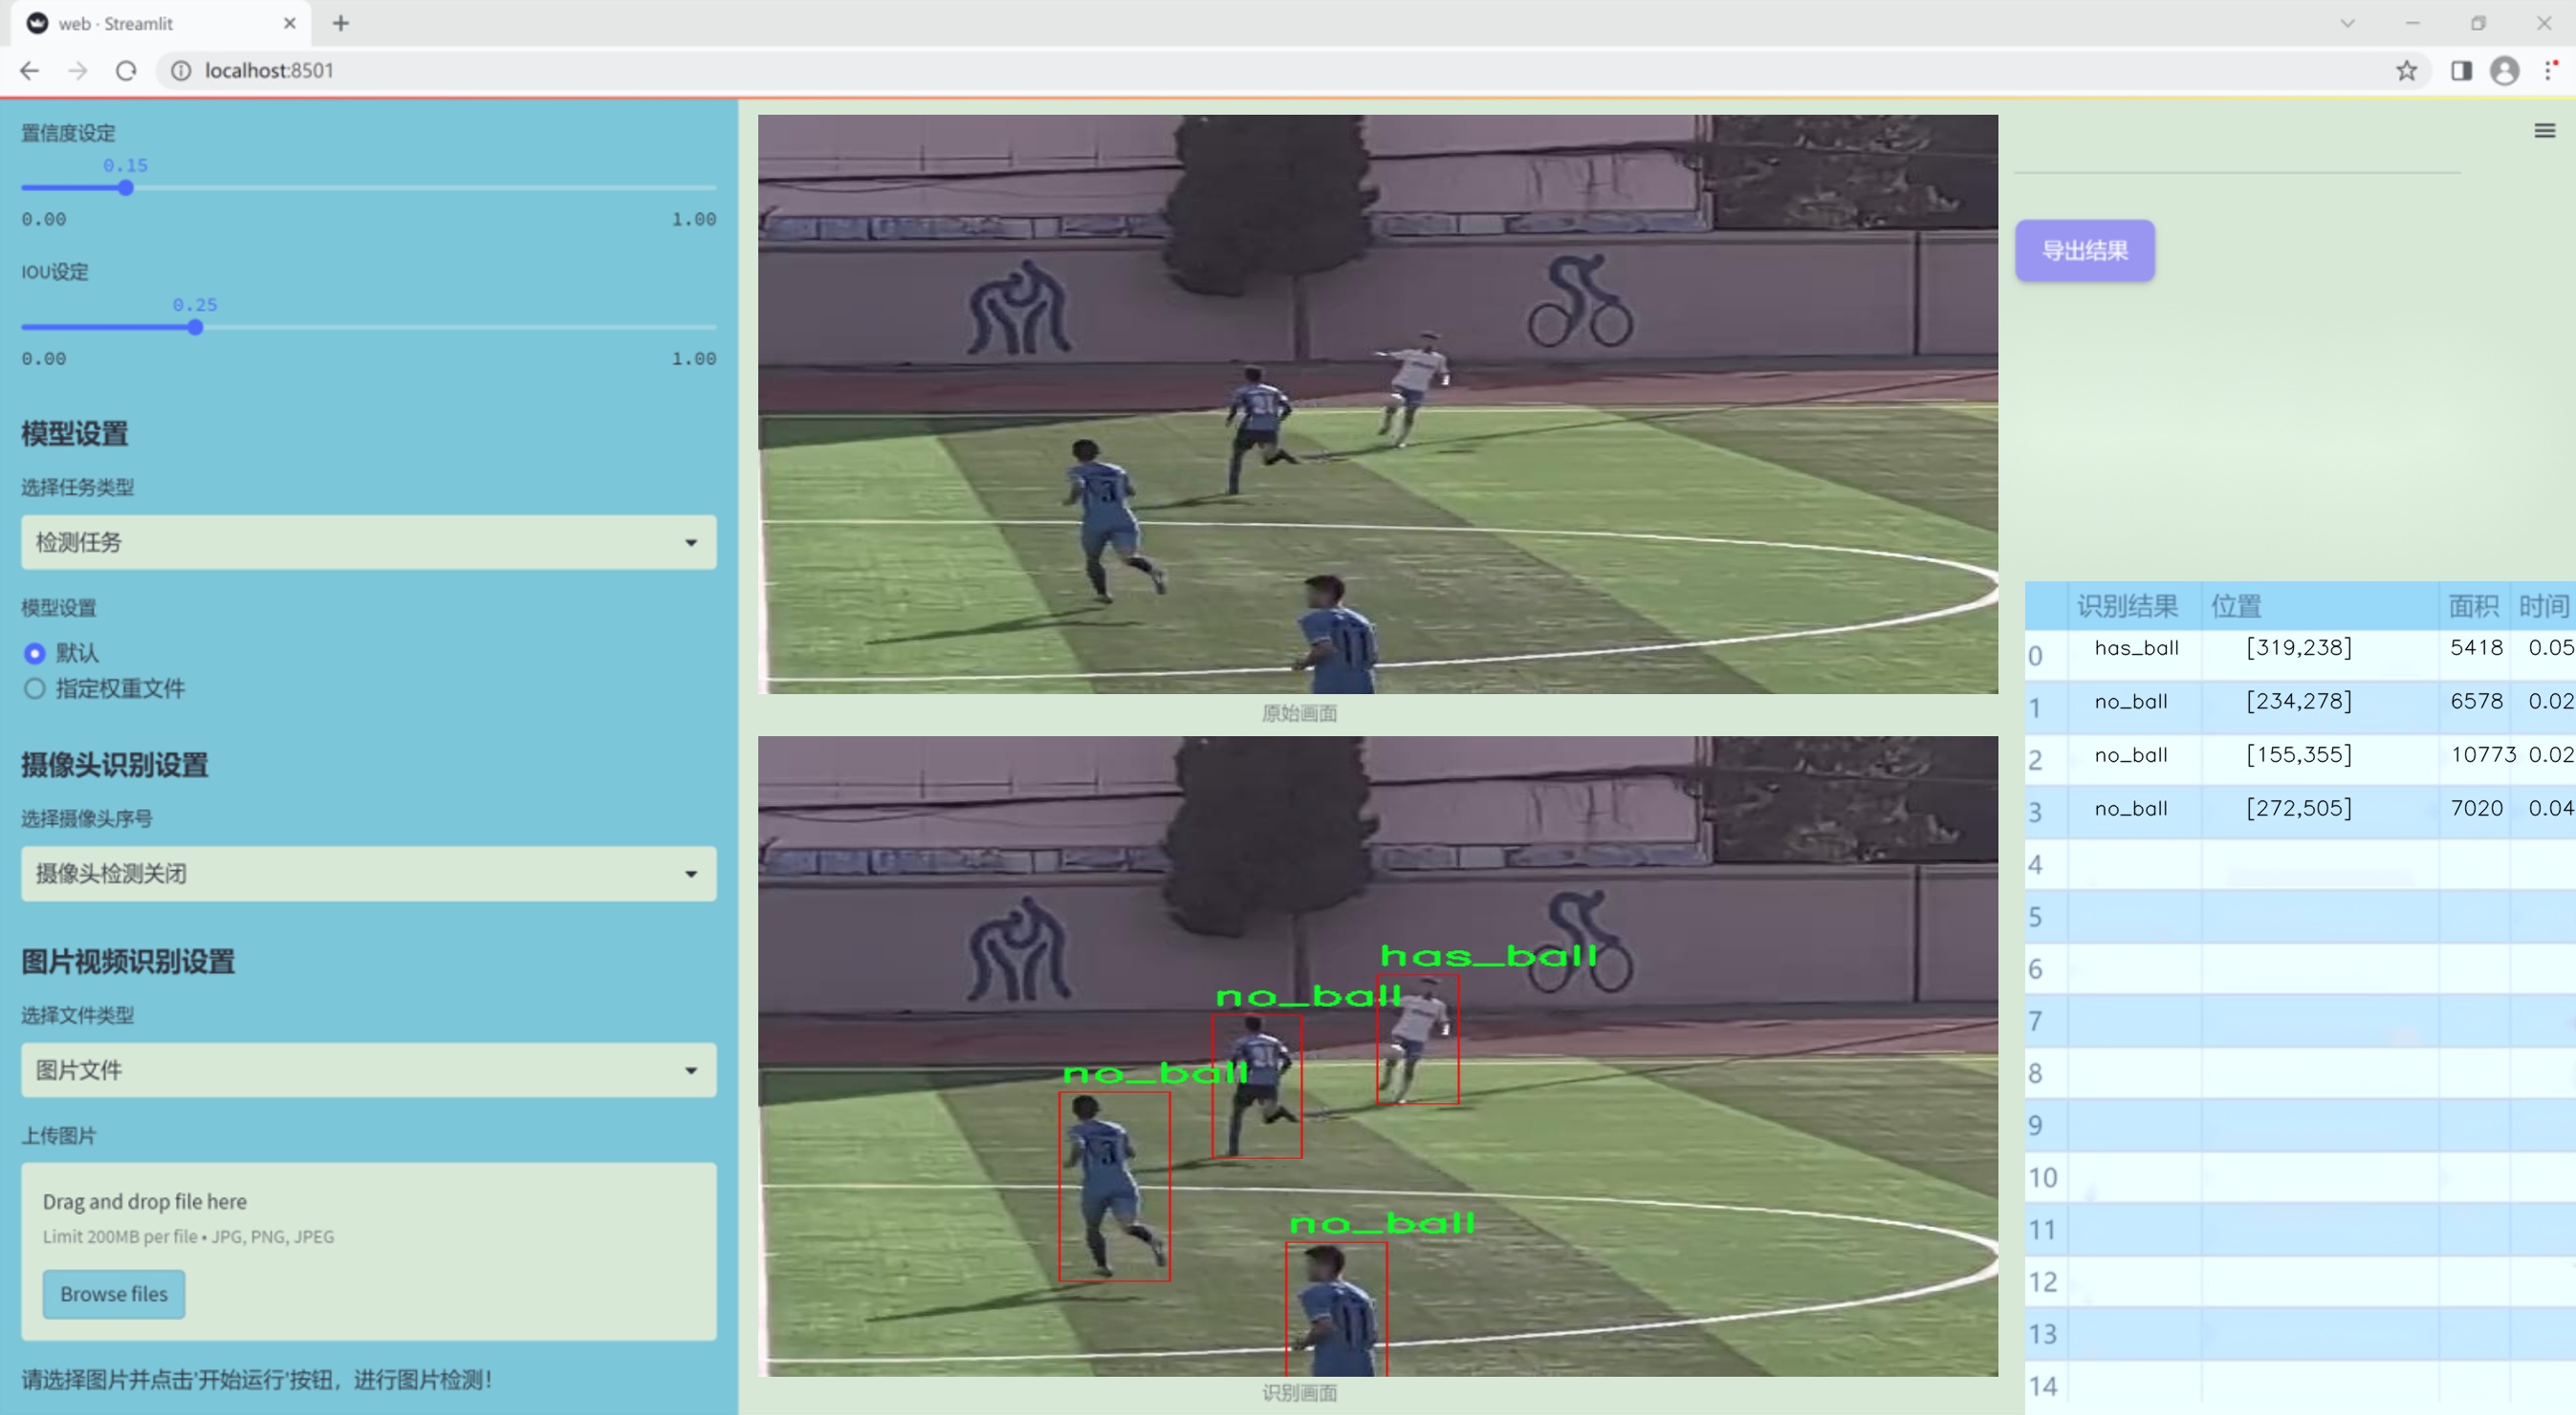 web · Streamlit
localhost:8501
置信度设定
0.15
0.00 1.00
IOU设定
0.25
0.00 1.00
模型设置
选择任务类型
检测任务
模型设置
默认
指定权重文件
摄像头识别设置
选择摄像头序号
摄像头检测关闭
图片视频识别设置
选择文件类型
图片文件
上传图片
Drag and drop file here
Limit 200MB per file • JPG, PNG, JPEG
Browse files
请选择图片并点击'开始运行'按钮，进行图片检测！
3
11
原始画面
has_ball
no_ball
no_ball
3
no_ball
11
识别画面
导出结果
识别结果 位置 面积 时间
0 has_ball [319,238] 5418 0.05
1 no_ball [234,278] 6578 0.02
2 no_ball [155,355] 10773 0.02
3 no_ball [272,505] 7020 0.04
4
5
6
7
8
9
10
11
12
13
14